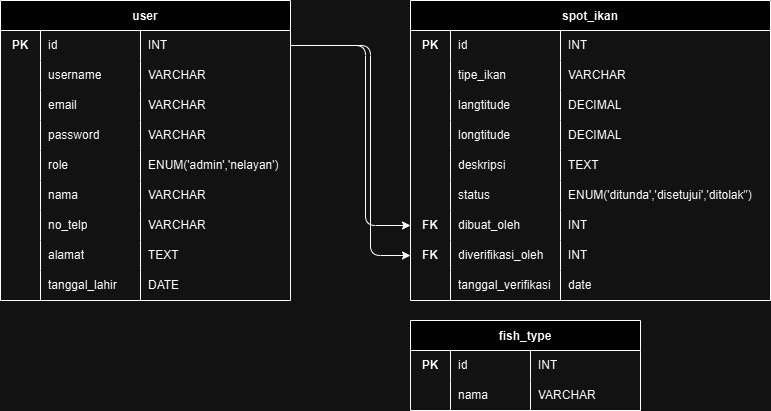 user
PK id INT
username VARCHAR
email VARCHAR
password VARCHAR
role ENUM('admin','nelayan')
nama VARCHAR
no_telp VARCHAR
alamat TEXT
tanggal_lahir DATE
spot_ikan
PK id INT
tipe_ikan VARCHAR
langtitude DECIMAL
longtitude DECIMAL
deskripsi TEXT
status ENUM('ditunda','disetujui','ditolak")
FK dibuat_oleh INT
FK diverifikasi_oleh INT
tanggal_verifikasi date
fish_type
PK id INT
nama VARCHAR